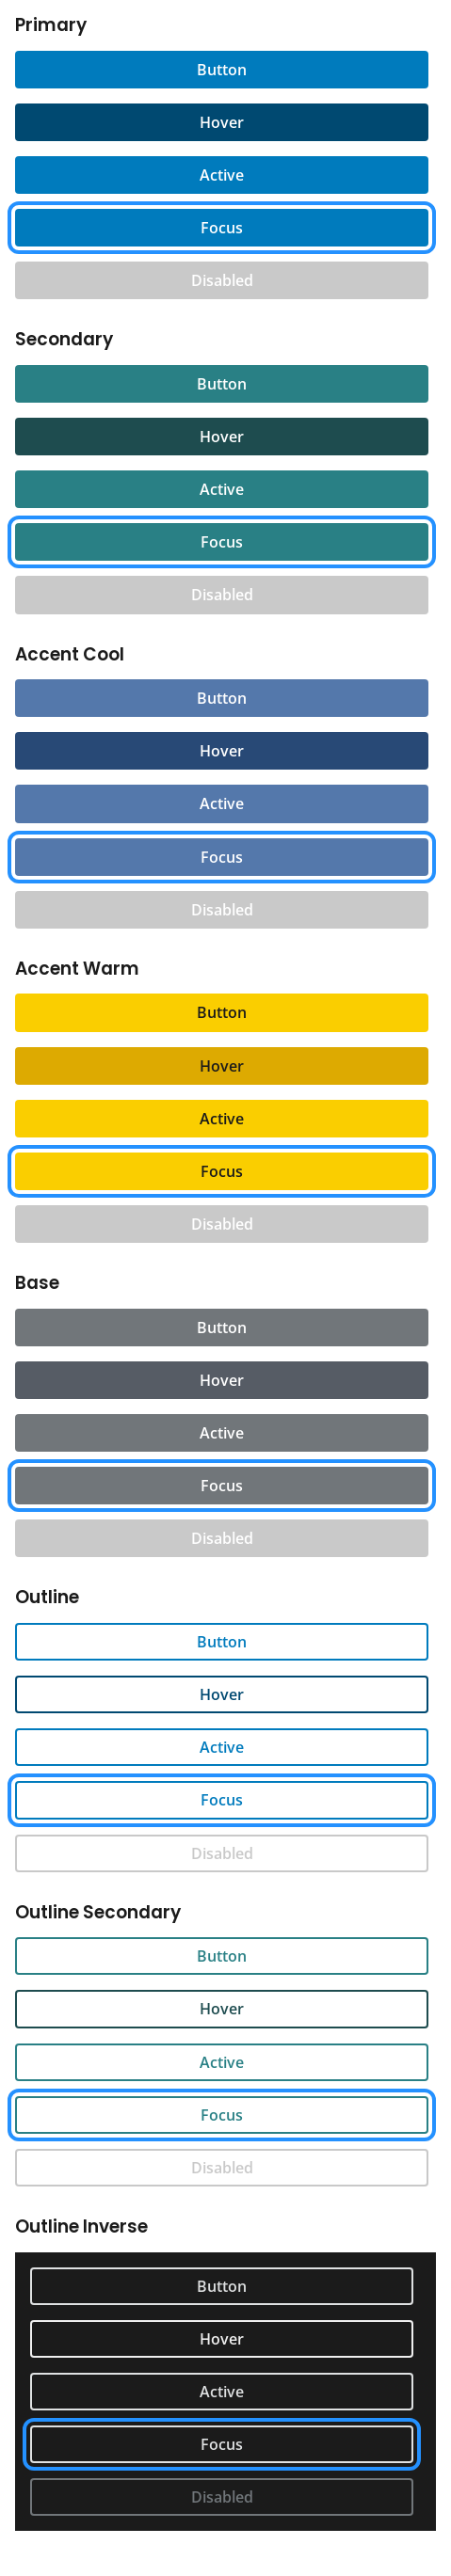 Primary
Button
Hover
Active
Focus
Disabled
Secondary
Button
Hover
Active
Focus
Disabled
Accent Cool
Button
Hover
Active
Focus
Disabled
Accent Warm
Button
Hover
Active
Focus
Disabled
Base
Button
Hover
Active
Focus
Disabled
Outline
Button
Hover
Active
Focus
Disabled
Outline Secondary
Button
Hover
Active
Focus
Disabled
Outline Inverse
Button
Hover
Active
Focus
Disabled